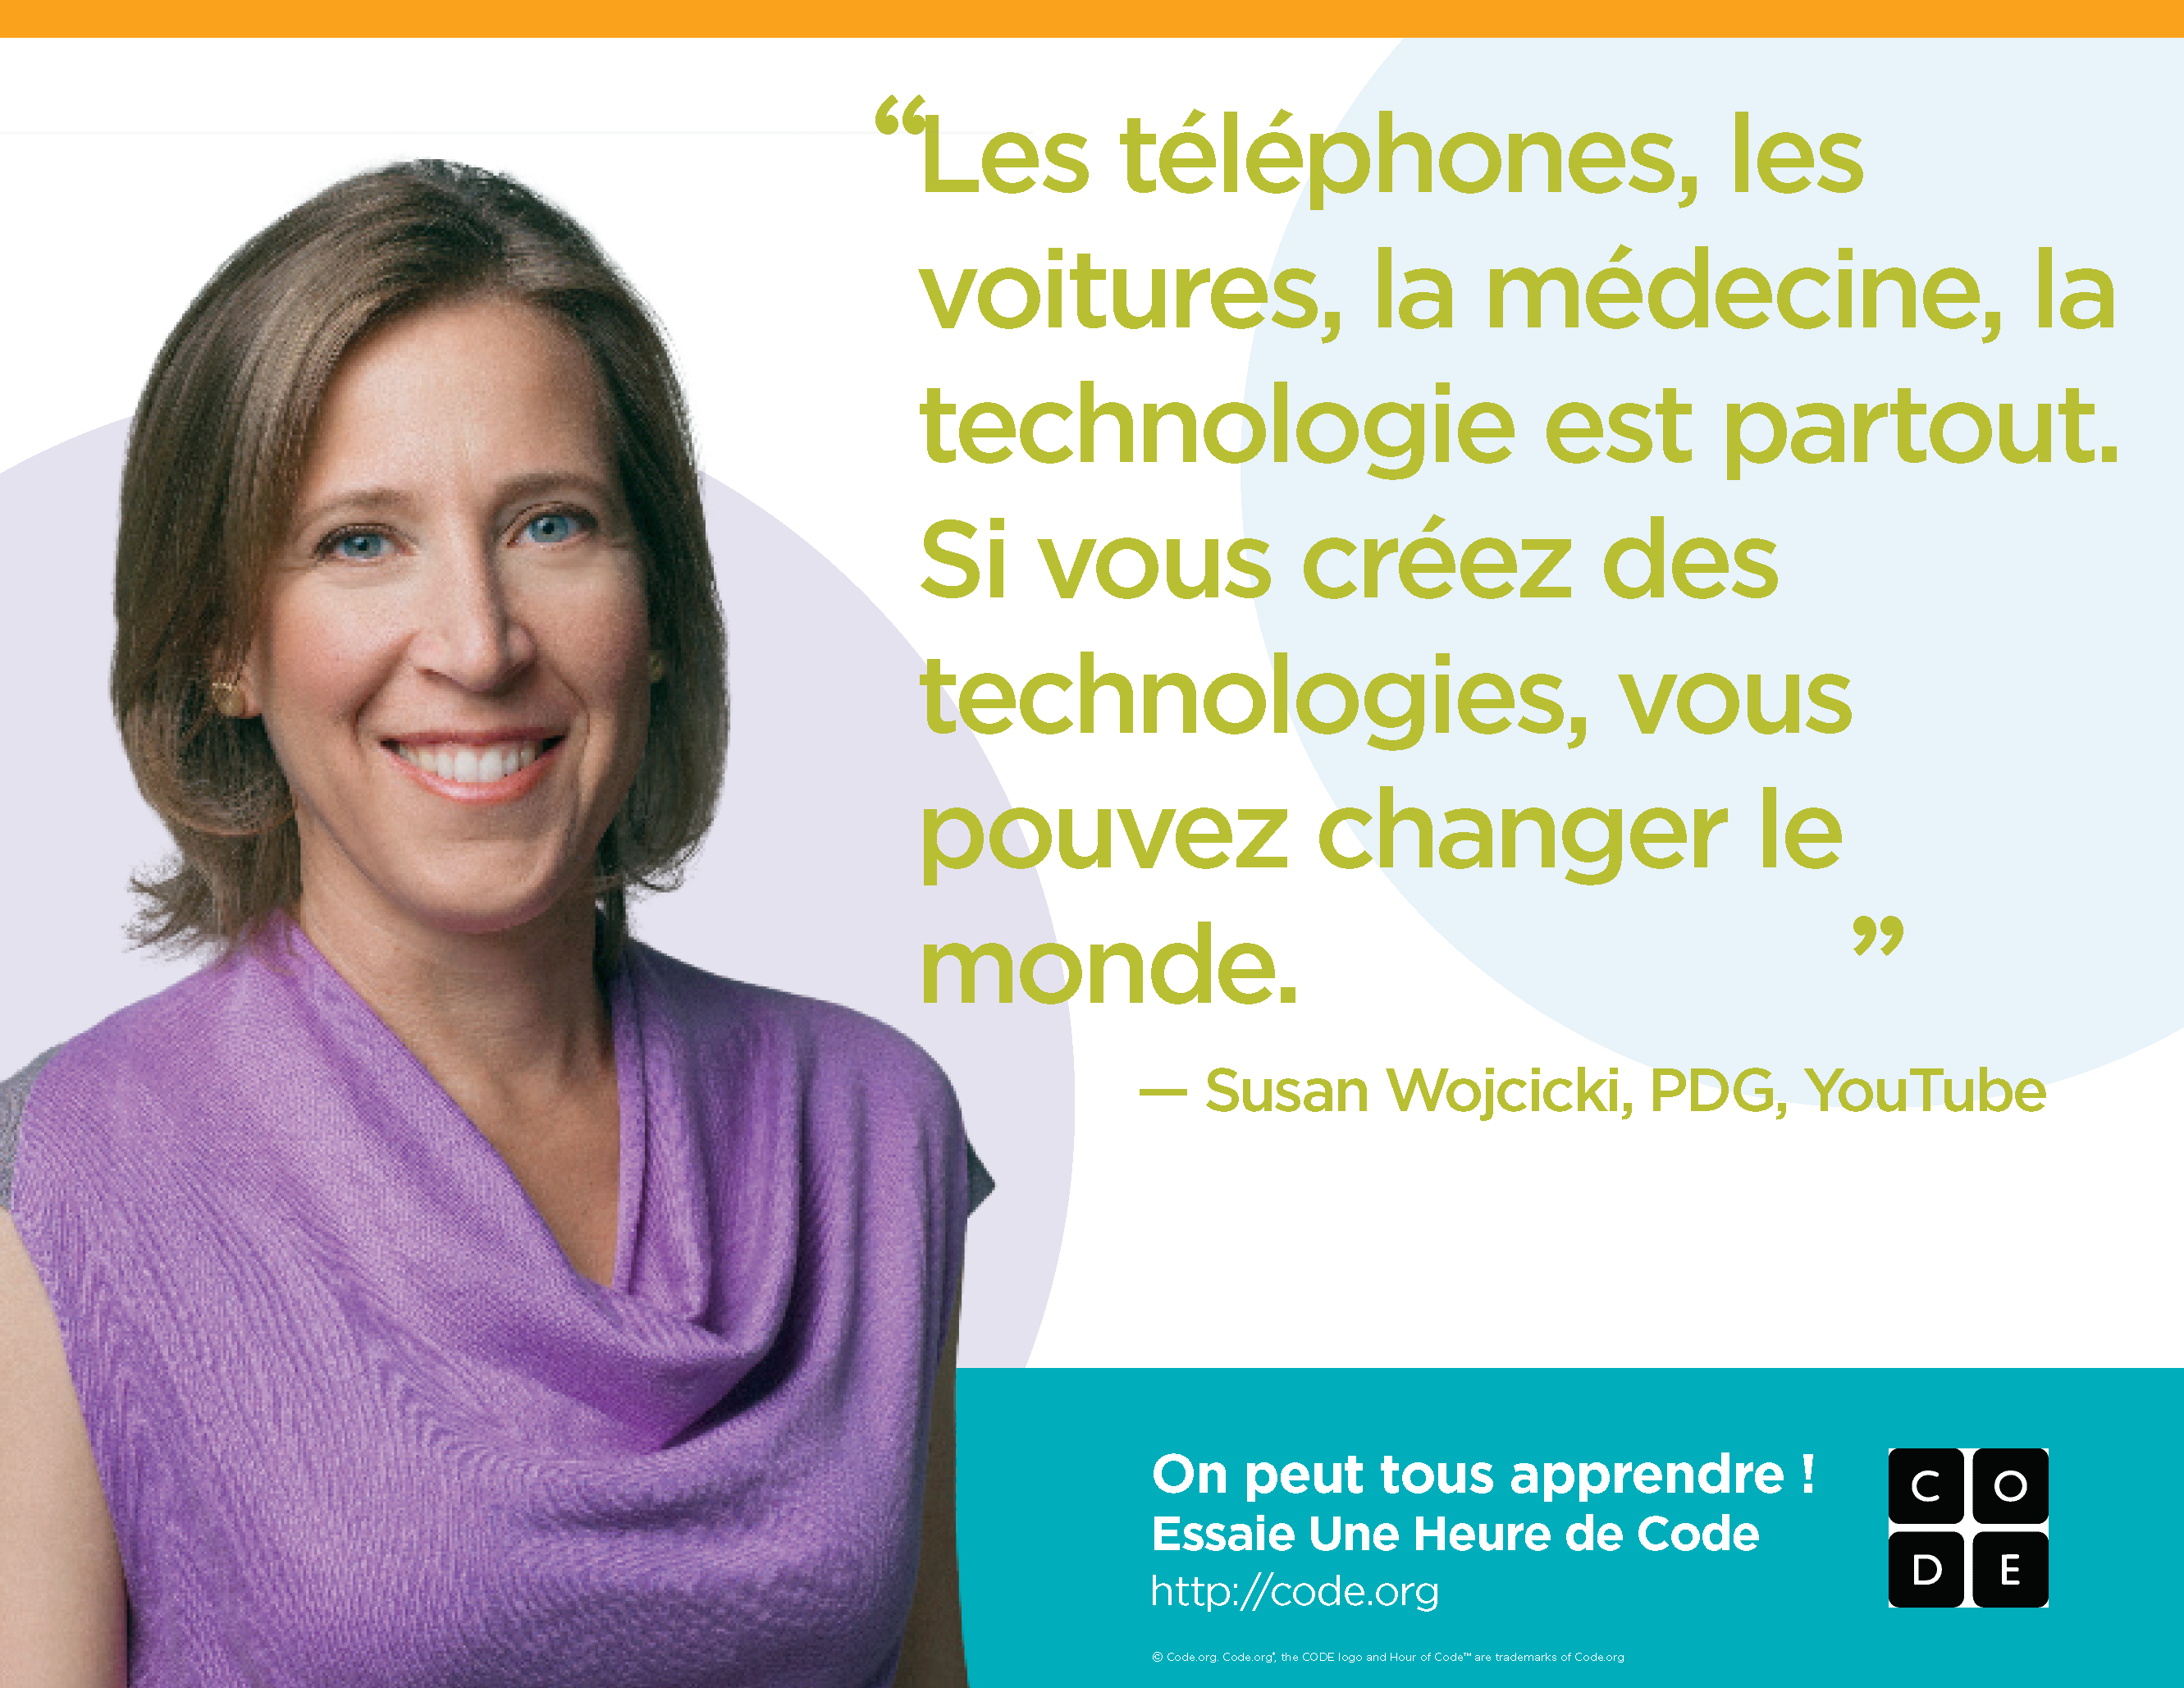 “Les téléphones, les
voitures, la médecine, la
technologie est partout.
Si vous créez des
technologies, vous
pouvez changer le
monde. ”
— Susan Wojcicki, PDG, YouTube
On peut tous apprendre !
Essaie Une Heure de Code
http://code.org
© Code.org. Code.org®, the CODE logo and Hour of Code™ are trademarks of Code.org
C O
D E